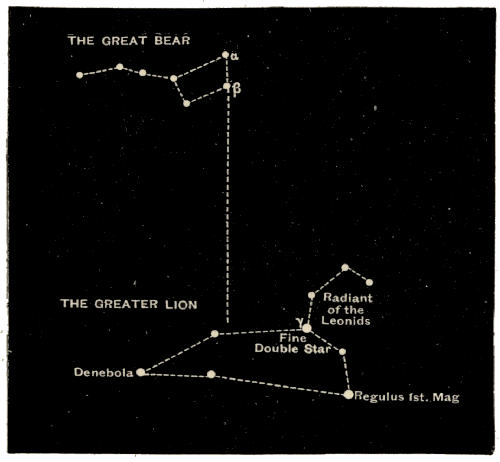 THE GREAT BEAR
α
β
THE GREATER LION
Radiant
of the
Leonids
γ
Fine
Double Star
Denebola
Regulus 1st. Mag